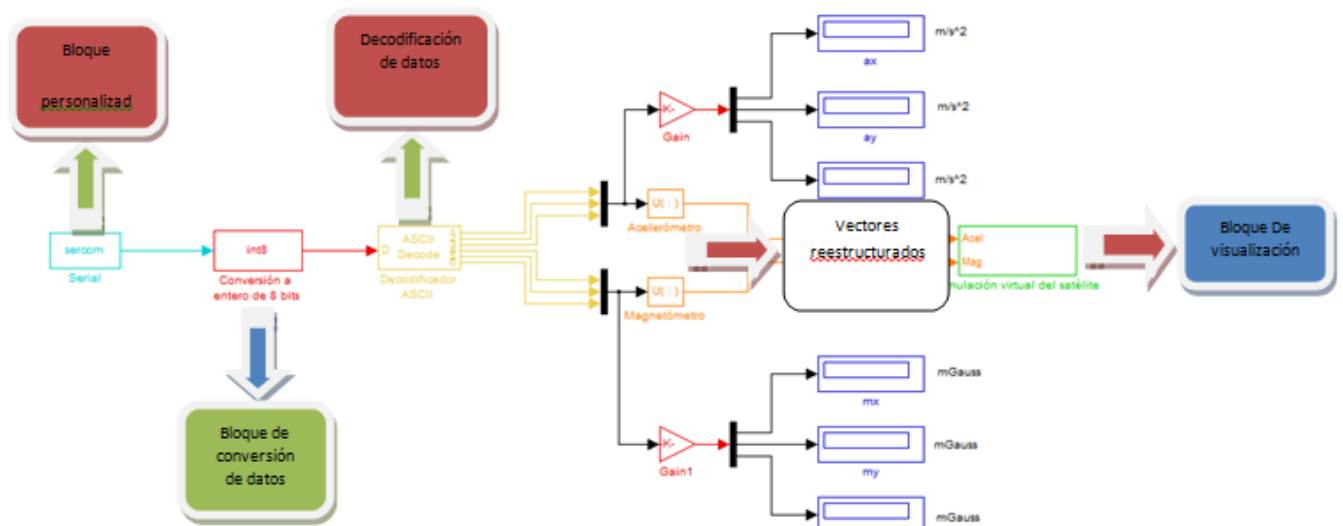 Bloque
personalizad
Decodificación
de datos
m/s^2
ax
m/s^2
ay
m/s^2
K-
Gain
sercom
Serial
int8
Conversión a
entero de 8 bits
D
ASCII
Decode
Decodificador
ASCII
U( : )
Acelerómetro
U( : )
Magnetómetro
Vectores
reestructurados
Acel
Mag
nulación virtual del satélite
Bloque De
visualización
Bloque de
conversión
de datos
K-
Gain1
mGauss
mx
mGauss
my
mGauss